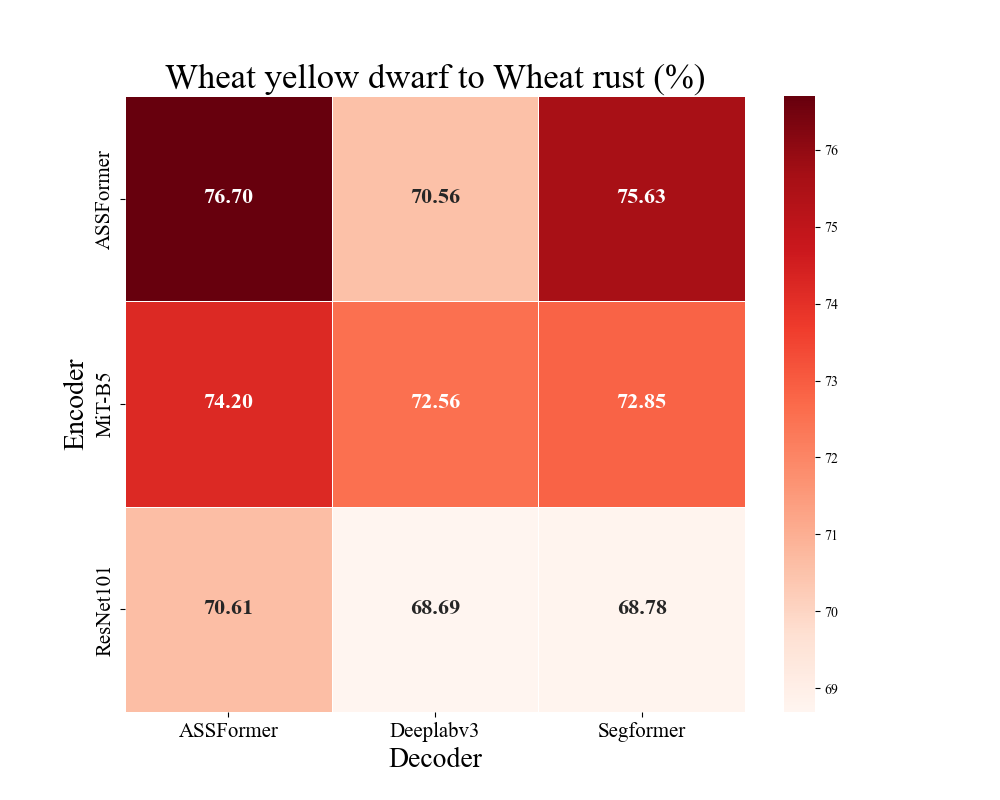 Wheat yellow dwarf to Wheat rust (%)
Encoder
ASSFormer
76.70 70.56 75.63
MiT-B5
74.20 72.56 72.85
ResNet101
70.61 68.69 68.78
ASSFormer Deeplabv3 Segformer
Decoder
76
75
74
73
72
71
70
69